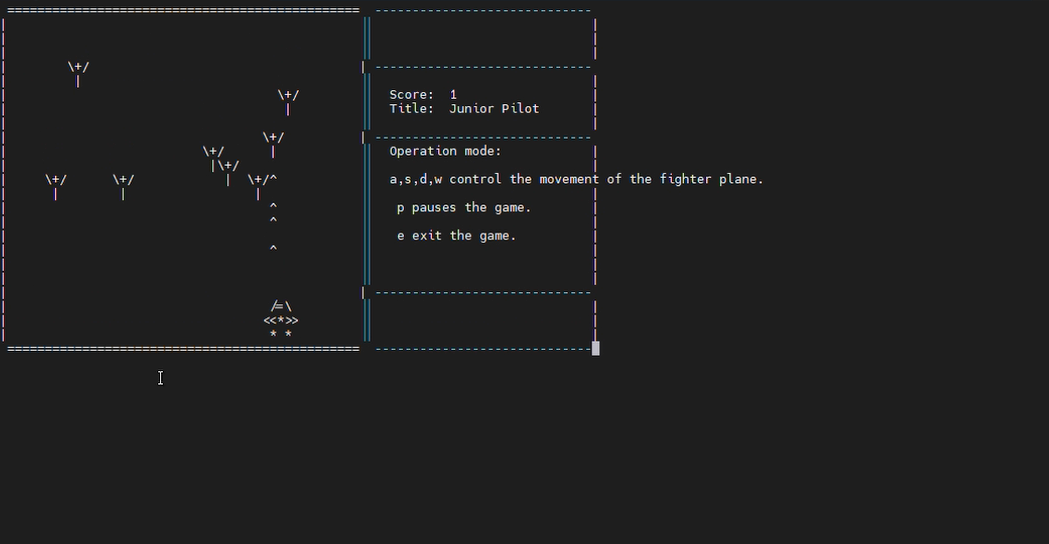 Score:  1
Title:  Junior Pilot
Operation mode:
a,s,d,w control the movement of the fighter plane.
p pauses the game.
e exit the game.